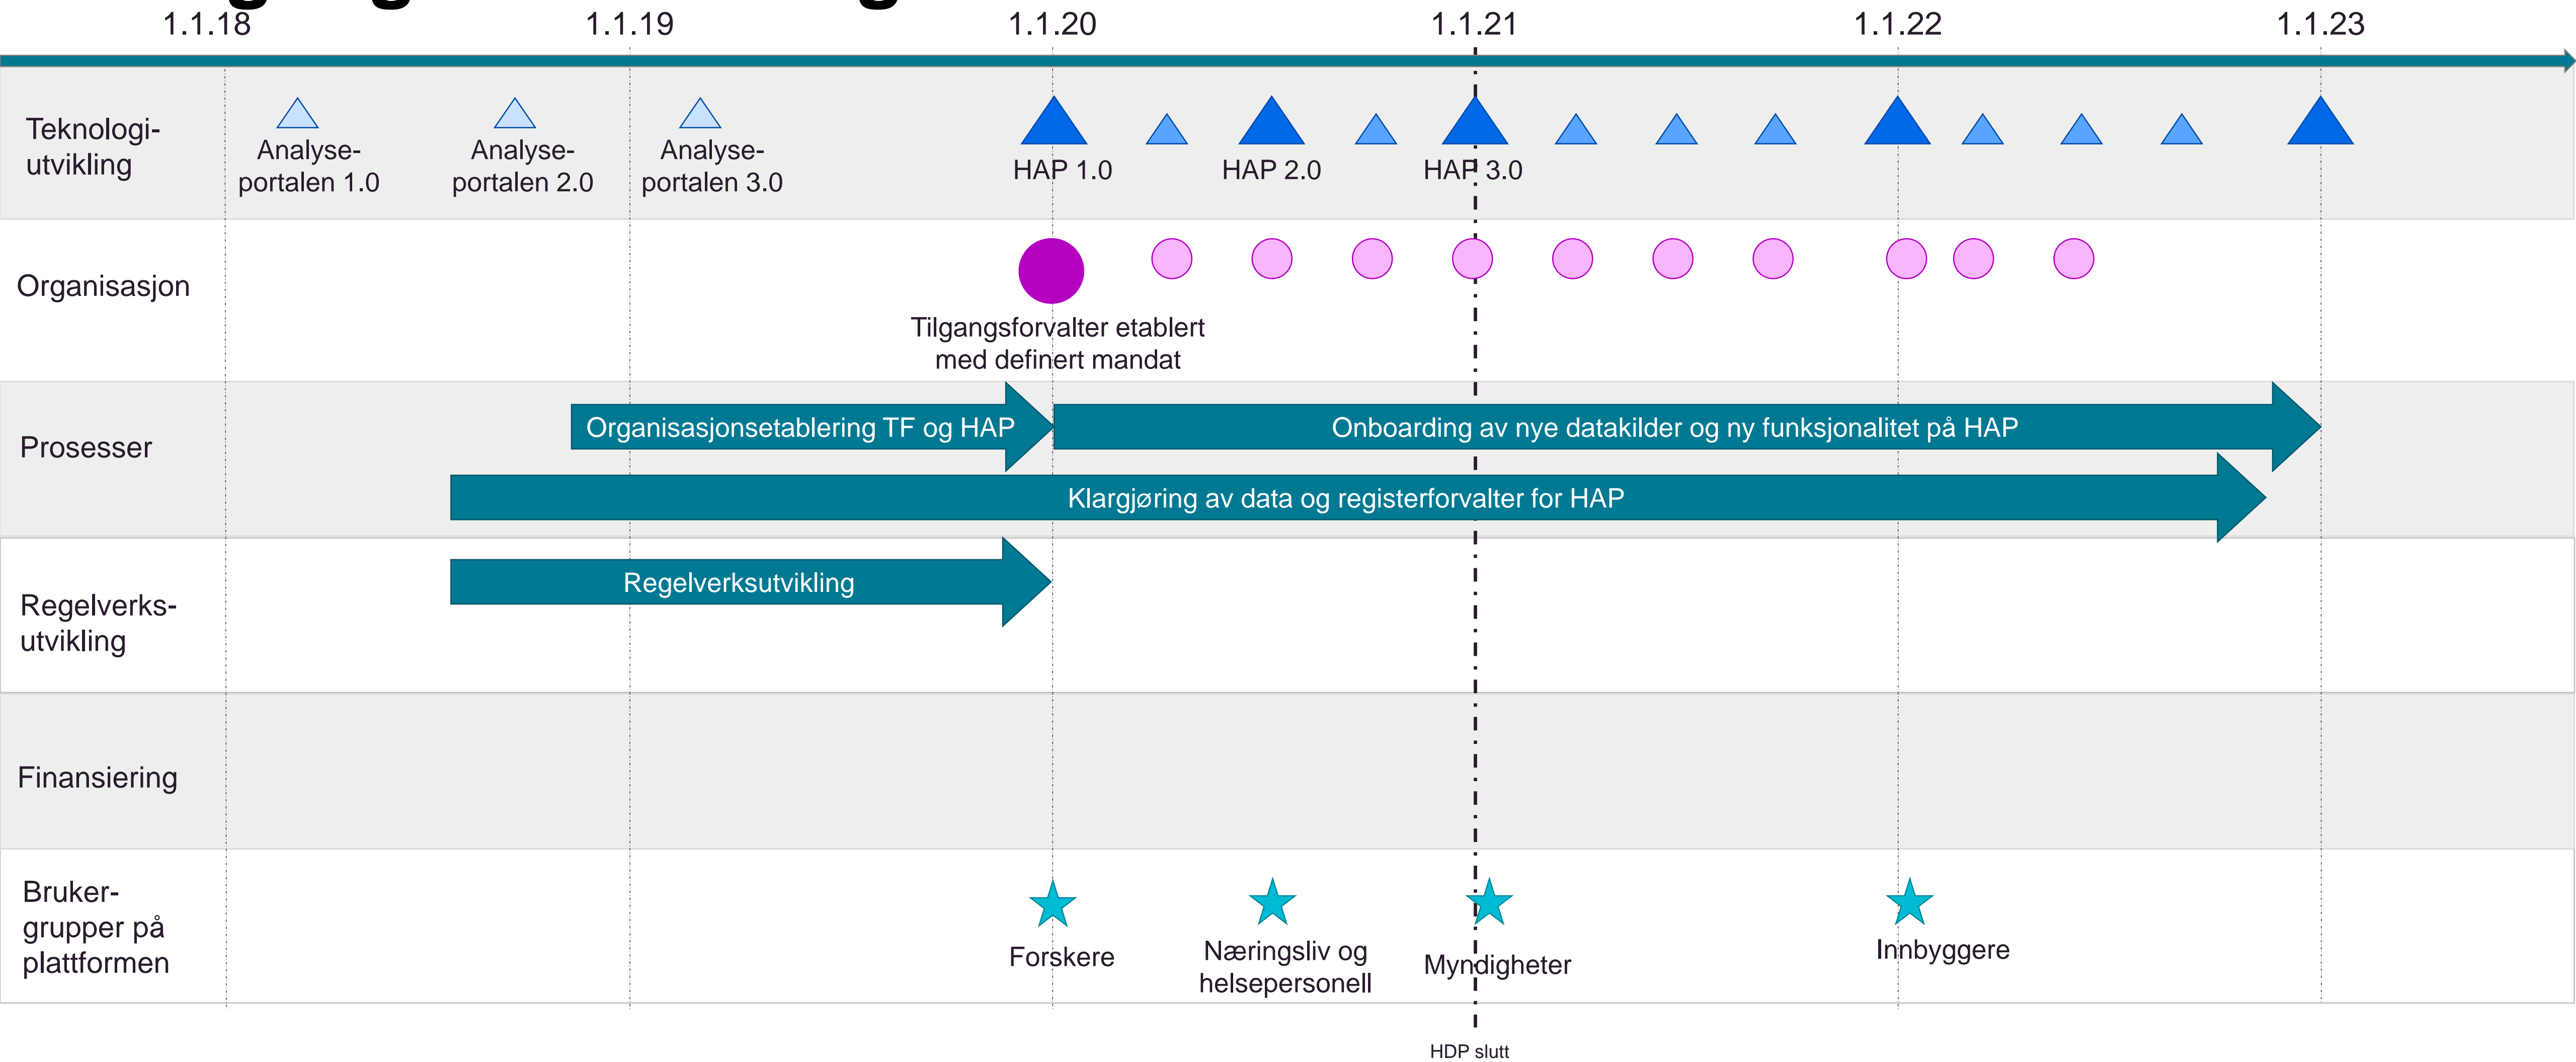 1.1.18
1.1.19
1.1.20
1.1.21
1.1.22
1.1.23
Teknologi-
utvikling
Analyse-
portalen 1.0
Analyse-
portalen 2.0
Analyse-
portalen 3.0
HAP 1.0
HAP 2.0
HAP 3.0
Organisasjon
Tilgangsforvalter etablert
med definert mandat
Prosesser
Organisasjonsetablering TF og HAP
Onboarding av nye datakilder og ny funksjonalitet på HAP
Klargjøring av data og registerforvalter for HAP
Regelverks-
utvikling
Regelverksutvikling
Finansiering
Bruker-
grupper på
plattformen
Forskere
Næringsliv og
helsepersonell
Myndigheter
Innbyggere
HDP slutt